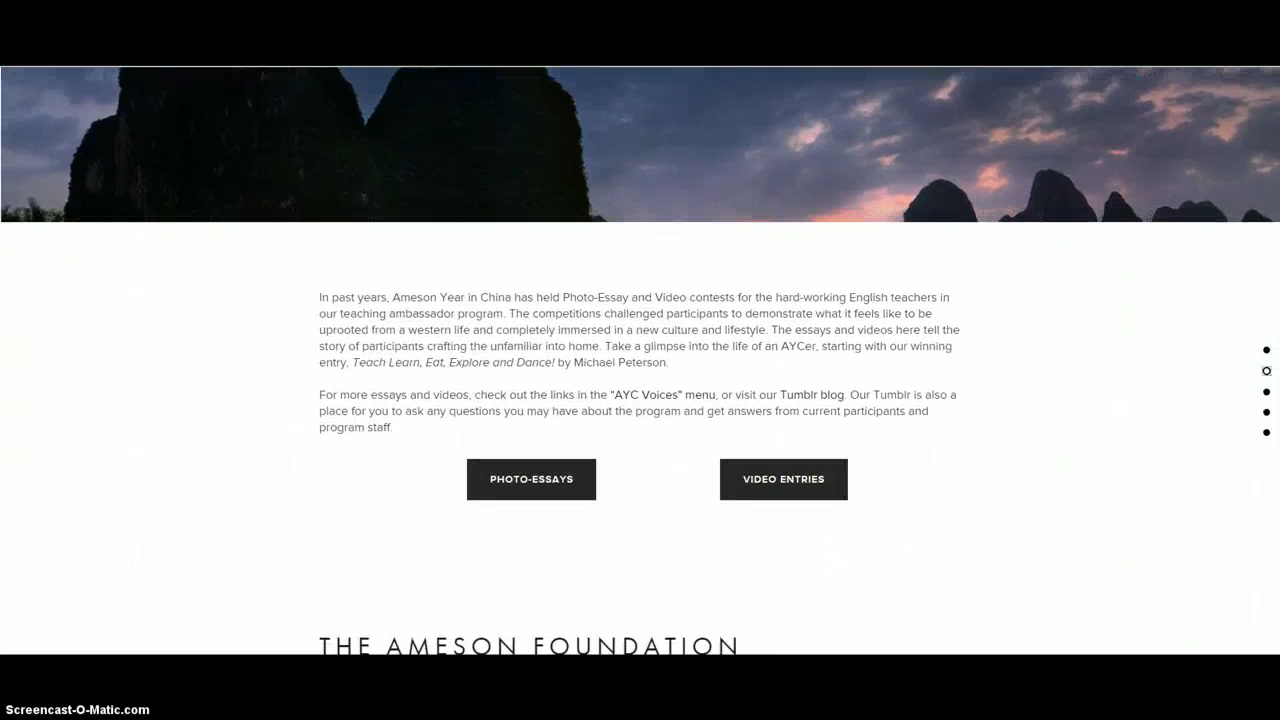 In past years, Ameson Year in China has held Photo-Essay and Video contests for the hard-working English teachers in
our teaching ambassador program. The competitions challenged participants to demonstrate what it feels like to be
uprooted from a western life and completely immersed in a new culture and lifestyle. The essays and videos here tell the
story of participants crafting the unfamiliar into home. Take a glimpse into the life of an AYCer, starting with our winning
entry, Teach Learn, Eat, Explore and Dance! by Michael Peterson.
For more essays and videos, check out the links in the "AYC Voices" menu, or visit our Tumblr blog. Our Tumblr is also a
place for you to ask any questions you may have about the program and get answers from current participants and
program staff.
PHOTO-ESSAYS
VIDEO ENTRIES
THE AMESON FOUNDATION
Screencast-O-Matic.com